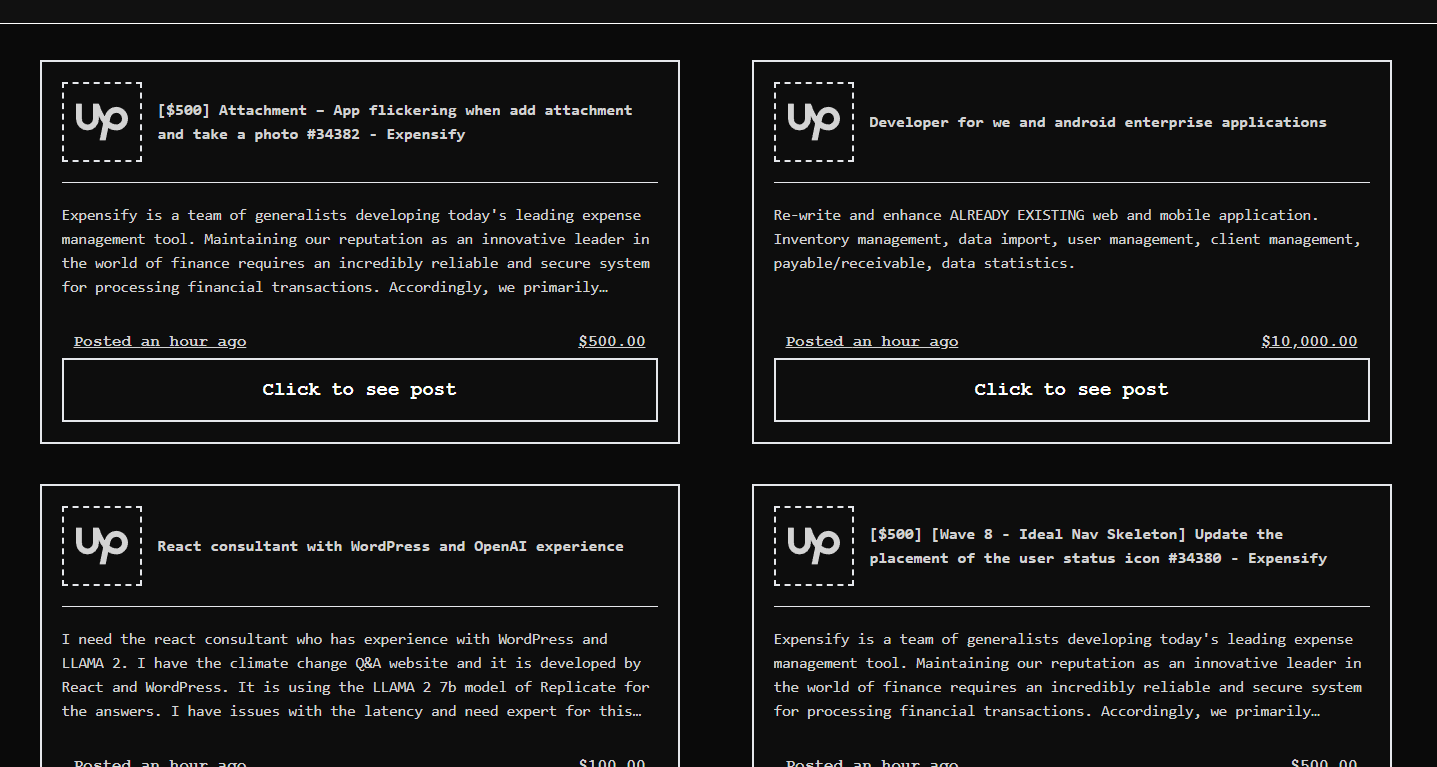 Up
[$500] Attachment – App flickering when add attachment
and take a photo #34382 - Expensify
Expensify is a team of generalists developing today's leading expense
management tool. Maintaining our reputation as an innovative leader in
the world of finance requires an incredibly reliable and secure system
for processing financial transactions. Accordingly, we primarily…
Posted an hour ago
$500.00
Click to see post
Up
Developer for we and android enterprise applications
Re-write and enhance ALREADY EXISTING web and mobile application.
Inventory management, data import, user management, client management,
payable/receivable, data statistics.
Posted an hour ago
$10,000.00
Click to see post
Up
React consultant with WordPress and OpenAI experience
I need the react consultant who has experience with WordPress and
LLAMA 2. I have the climate change Q&A website and it is developed by
React and WordPress. It is using the LLAMA 2 7b model of Replicate for
the answers. I have issues with the latency and need expert for this…
Posted an hour ago
$100.00
Up
[$500] [Wave 8 - Ideal Nav Skeleton] Update the
placement of the user status icon #34380 - Expensify
Expensify is a team of generalists developing today's leading expense
management tool. Maintaining our reputation as an innovative leader in
the world of finance requires an incredibly reliable and secure system
for processing financial transactions. Accordingly, we primarily…
Posted an hour ago
$500.00